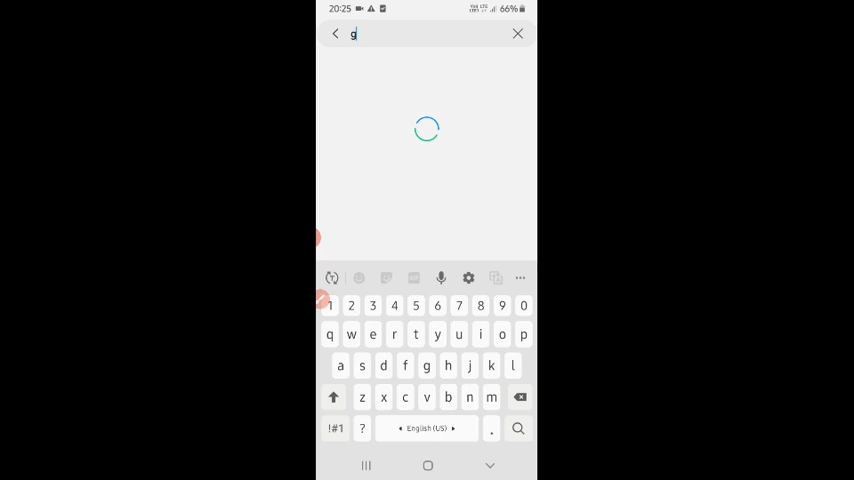 20:25 66%
g
1 2 3 4 5 6 7 8 9 0
q w e r t y u i o p
a s d f g h j k l
z x c v b n m
!#1 ? English (US) .